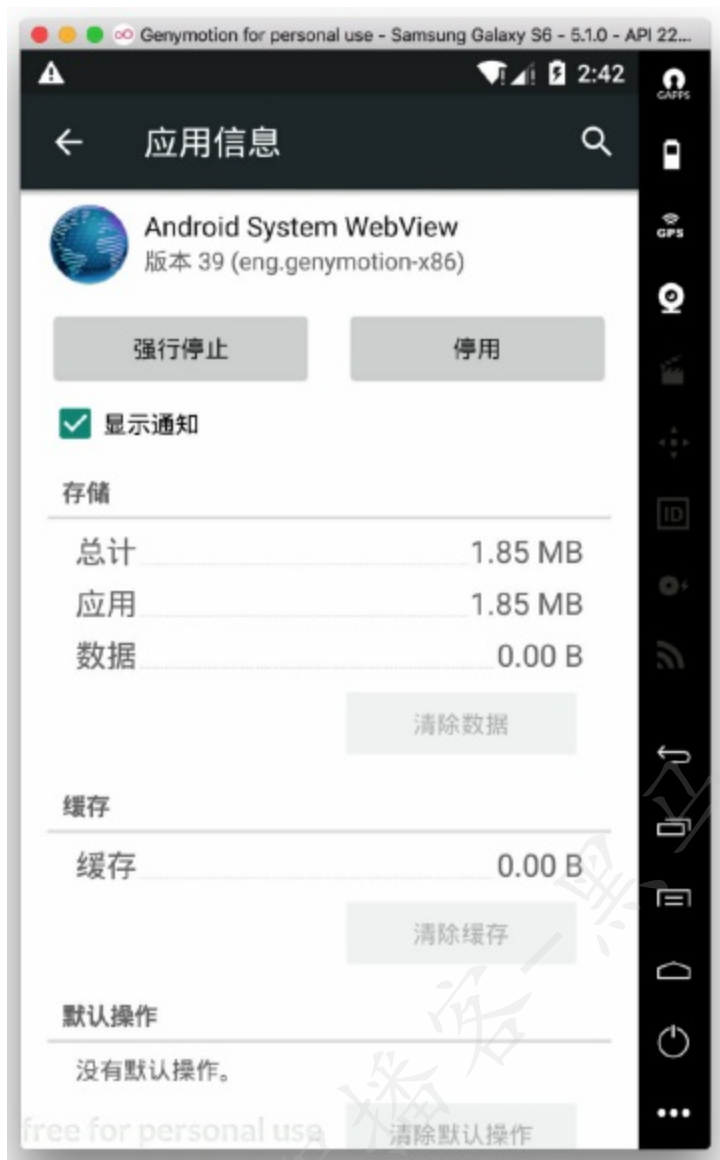 Genymotion for personal use - Samsung Galaxy S6 - 5.1.0 - API 22...
2:42
GAPPS
应用信息
Android System WebView
版本 39 (eng.genymotion-x86)
GPS
强行停止 停用
显示通知
存储
ID
总计 1.85 MB
应用 1.85 MB
数据 0.00 B
清除数据
缓存
缓存 0.00 B
清除缓存
默认操作
没有默认操作。
free for personal use
清除默认操作
播客-黑马